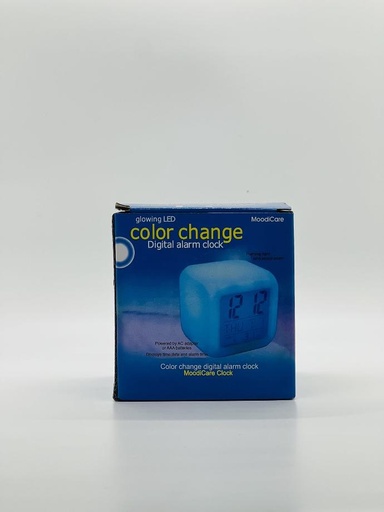 glowing LED
MoodiCare
color change
Digital alarm clock
12 12
Powered by AC adapter
or AAA batteries
Color change digital alarm clock
MoodiCare Clock